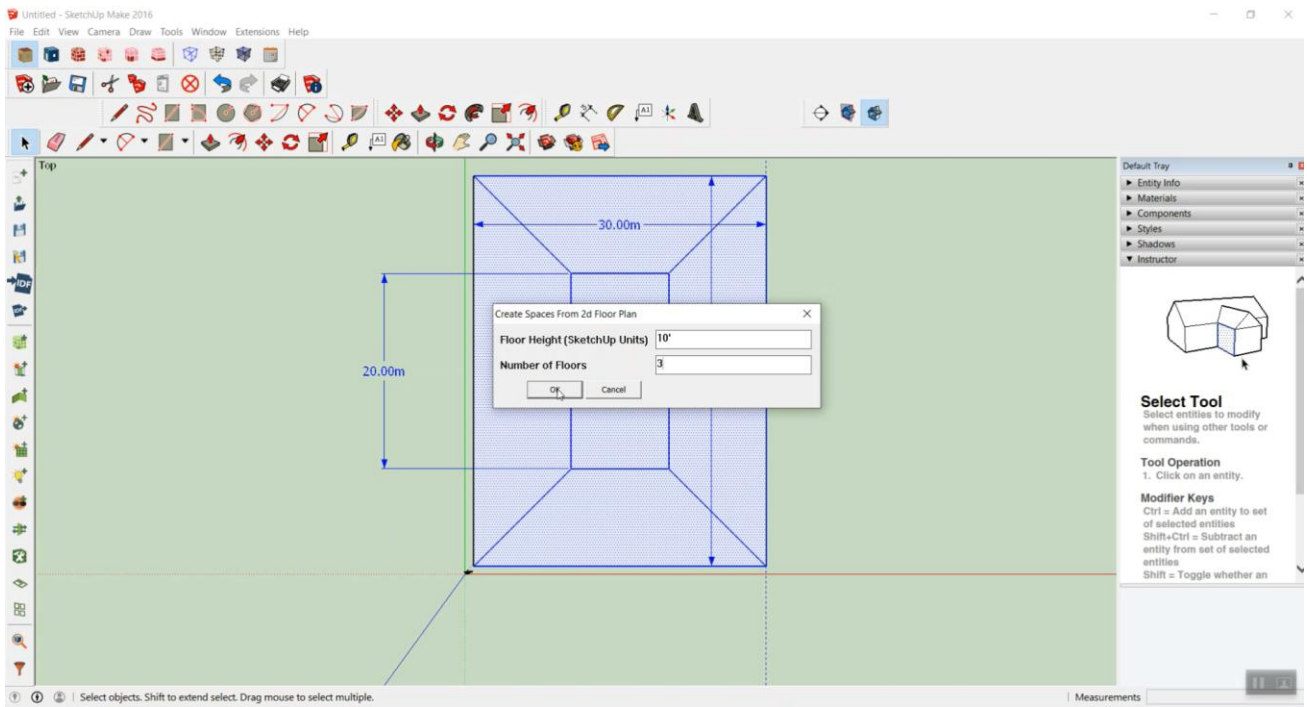 Untitled - SketchUp Make 2016
File Edit View Camera Draw Tools Window Extensions Help
A1
A1
IDF
Top
Default Tray
Entity Info
Materials
Components
Styles
Shadows
Instructor
30.00m
20.00m
Create Spaces From 2d Floor Plan
Floor Height (SketchUp Units) 10'
Number of Floors 3
OK Cancel
Select Tool
Select entities to modify
when using other tools or
commands.
Tool Operation
1. Click on an entity.
Modifier Keys
Ctrl = Add an entity to set
of selected entities
Shift+Ctrl = Subtract an
entity from set of selected
entities
Shift = Toggle whether an
Select objects. Shift to extend select. Drag mouse to select multiple.
Measurements